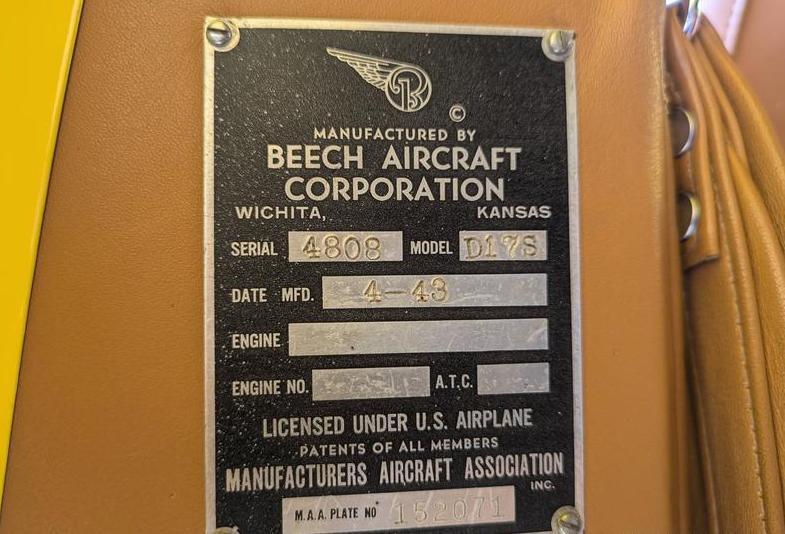 B
©
MANUFACTURED BY
BEECH AIRCRAFT
CORPORATION
WICHITA, KANSAS
SERIAL 4808 MODEL D17S
DATE MFD. 4-43
ENGINE
ENGINE NO. A.T.C.
LICENSED UNDER U.S. AIRPLANE
PATENTS OF ALL MEMBERS
MANUFACTURERS AIRCRAFT ASSOCIATION
INC.
M.A.A. PLATE NO 152071